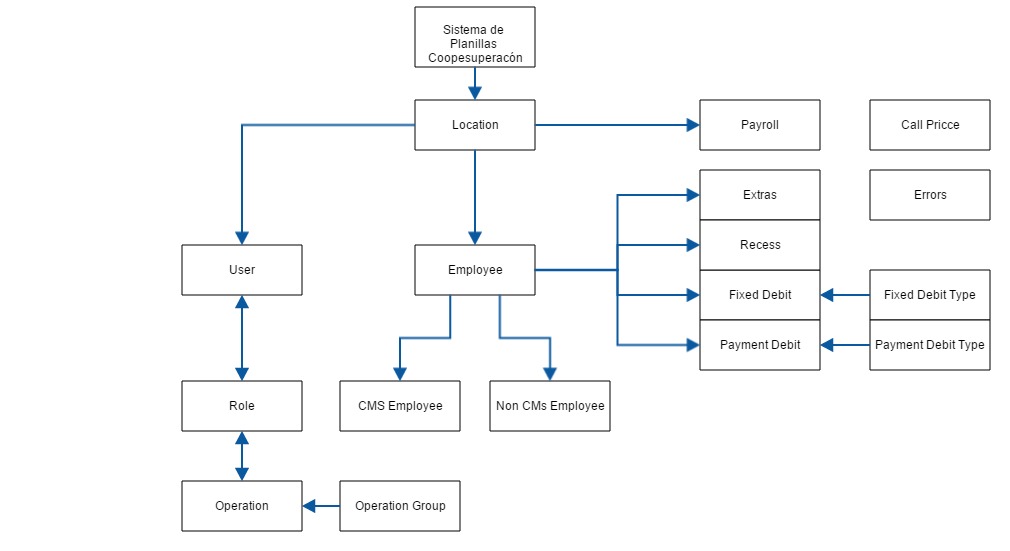 Sistema de
Planillas
Coopesuperacón
Location
Payroll
Call Pricce
Extras
Errors
Recess
User
Employee
Fixed Debit
Fixed Debit Type
Payment Debit
Payment Debit Type
Role
CMS Employee
Non CMs Employee
Operation
Operation Group